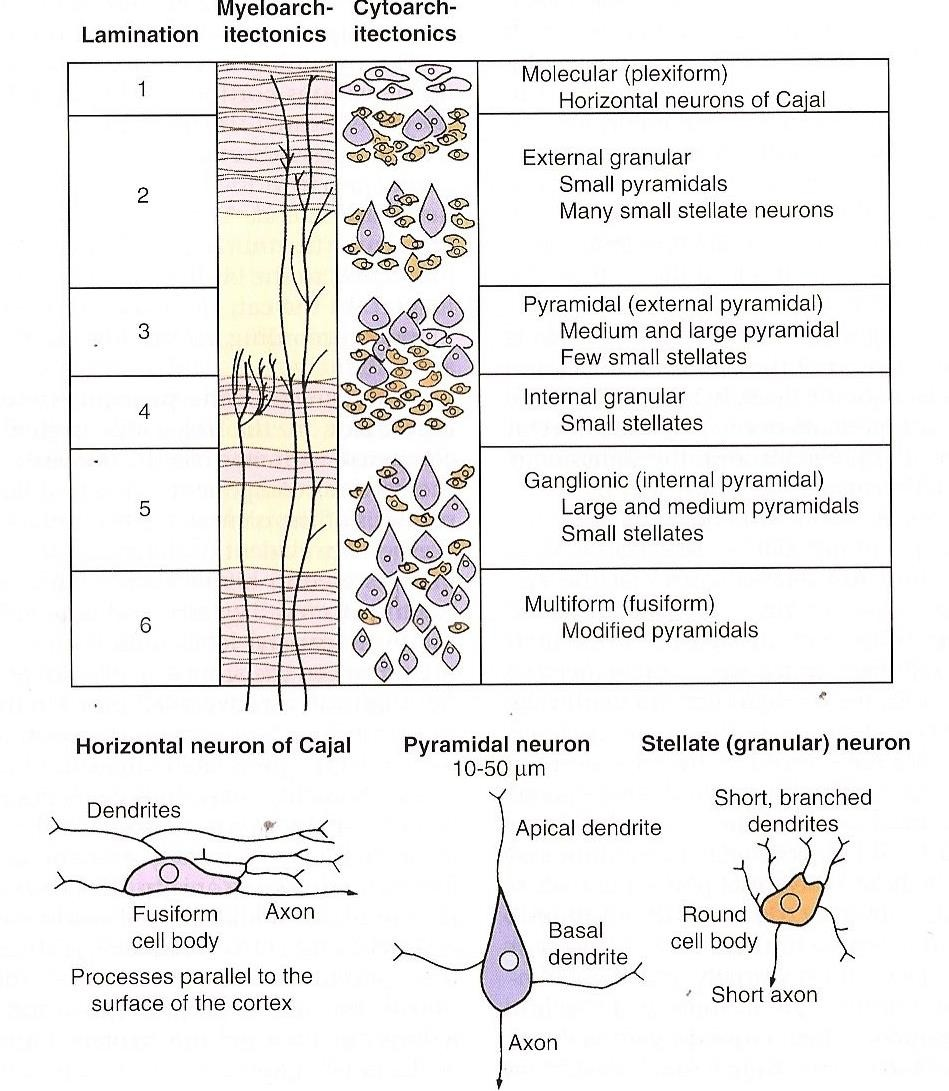 Lamination
Myeloarch-
itectonics
Cytoarch-
itectonics
1
Molecular (plexiform)
Horizontal neurons of Cajal
2
External granular
Small pyramidals
Many small stellate neurons
3
Pyramidal (external pyramidal)
Medium and large pyramidal
Few small stellates
4
Internal granular
Small stellates
5
Ganglionic (internal pyramidal)
Large and medium pyramidals
Small stellates
6
Multiform (fusiform)
Modified pyramidals
Horizontal neuron of Cajal
Dendrites
Fusiform
cell body
Axon
Processes parallel to the
surface of the cortex
Pyramidal neuron
10-50 μm
Apical dendrite
Basal
dendrite
Axon
Stellate (granular) neuron
Short, branched
dendrites
Round
cell body
Short axon